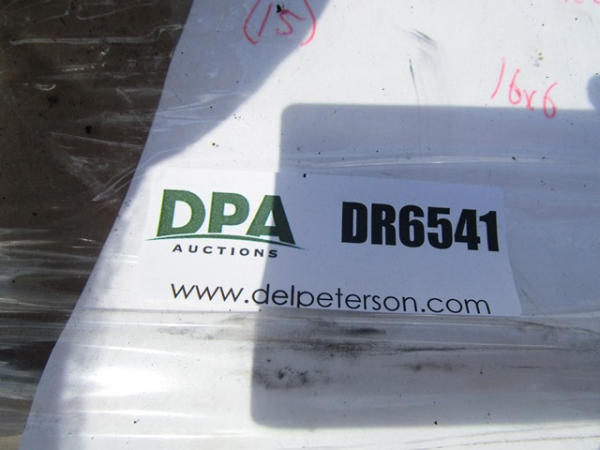 (15)
16x6
DPA
AUCTIONS
DR6541
www.delpeterson.com